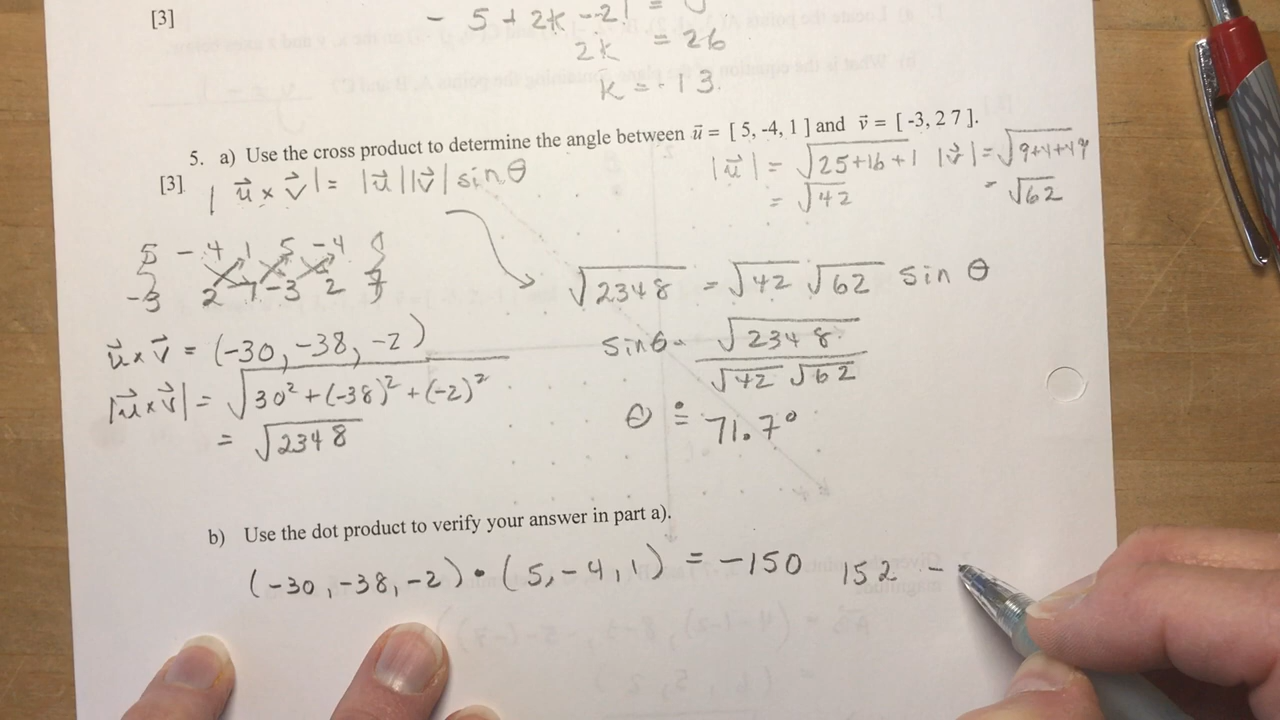 [3]
- 5 + 2k - 21 =
2k = 26
k = 13.
5. a) Use the cross product to determine the angle between u⃗ = [ 5, -4, 1 ] and v⃗ = [ -3, 2 7 ].
[3] |u⃗ × v⃗| = |u⃗||v⃗| sinθ
|u⃗| = √25+16+1 |v⃗| = √9+4+49
= √42 = √62
5 -4 1 5 -4 1
-3 2 7 -3 2 7
√2348 = √42 √62 sin θ
u⃗×v⃗ = (-30, -38, -2)
sinθ = √2348 / √42 √62
|u⃗×v⃗| = √30² + (-38)² + (-2)²
= √2348
θ ≐ 71.7°
b) Use the dot product to verify your answer in part a).
(-30, -38, -2) • (5, -4, 1) = -150 152 -